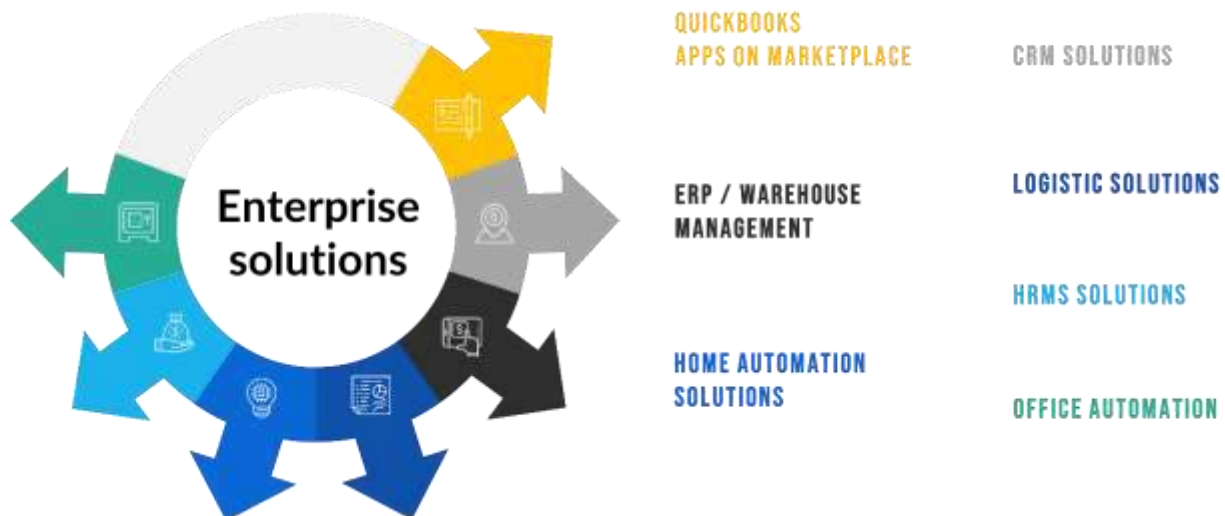 Enterprise
solutions
QUICKBOOKS
APPS ON MARKETPLACE
CRM SOLUTIONS
ERP / WAREHOUSE
MANAGEMENT
LOGISTIC SOLUTIONS
HRMS SOLUTIONS
HOME AUTOMATION
SOLUTIONS
OFFICE AUTOMATION